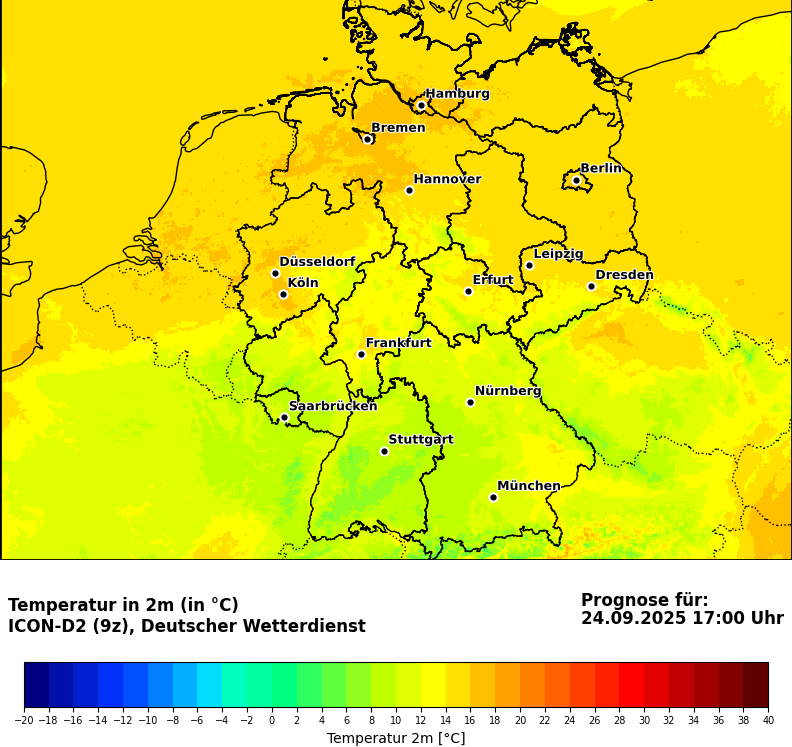 Hamburg
Bremen
Berlin
Hannover
Leipzig
Düsseldorf
Dresden
Köln
Erfurt
Frankfurt
Nürnberg
Saarbrücken
Stuttgart
München
Temperatur in 2m (in °C)
ICON-D2 (9z), Deutscher Wetterdienst
Prognose für:
24.09.2025 17:00 Uhr
−20 −18 −16 −14 −12 −10 −8 −6 −4 −2 0 2 4 6 8 10 12 14 16 18 20 22 24 26 28 30 32 34 36 38 40
Temperatur 2m [°C]